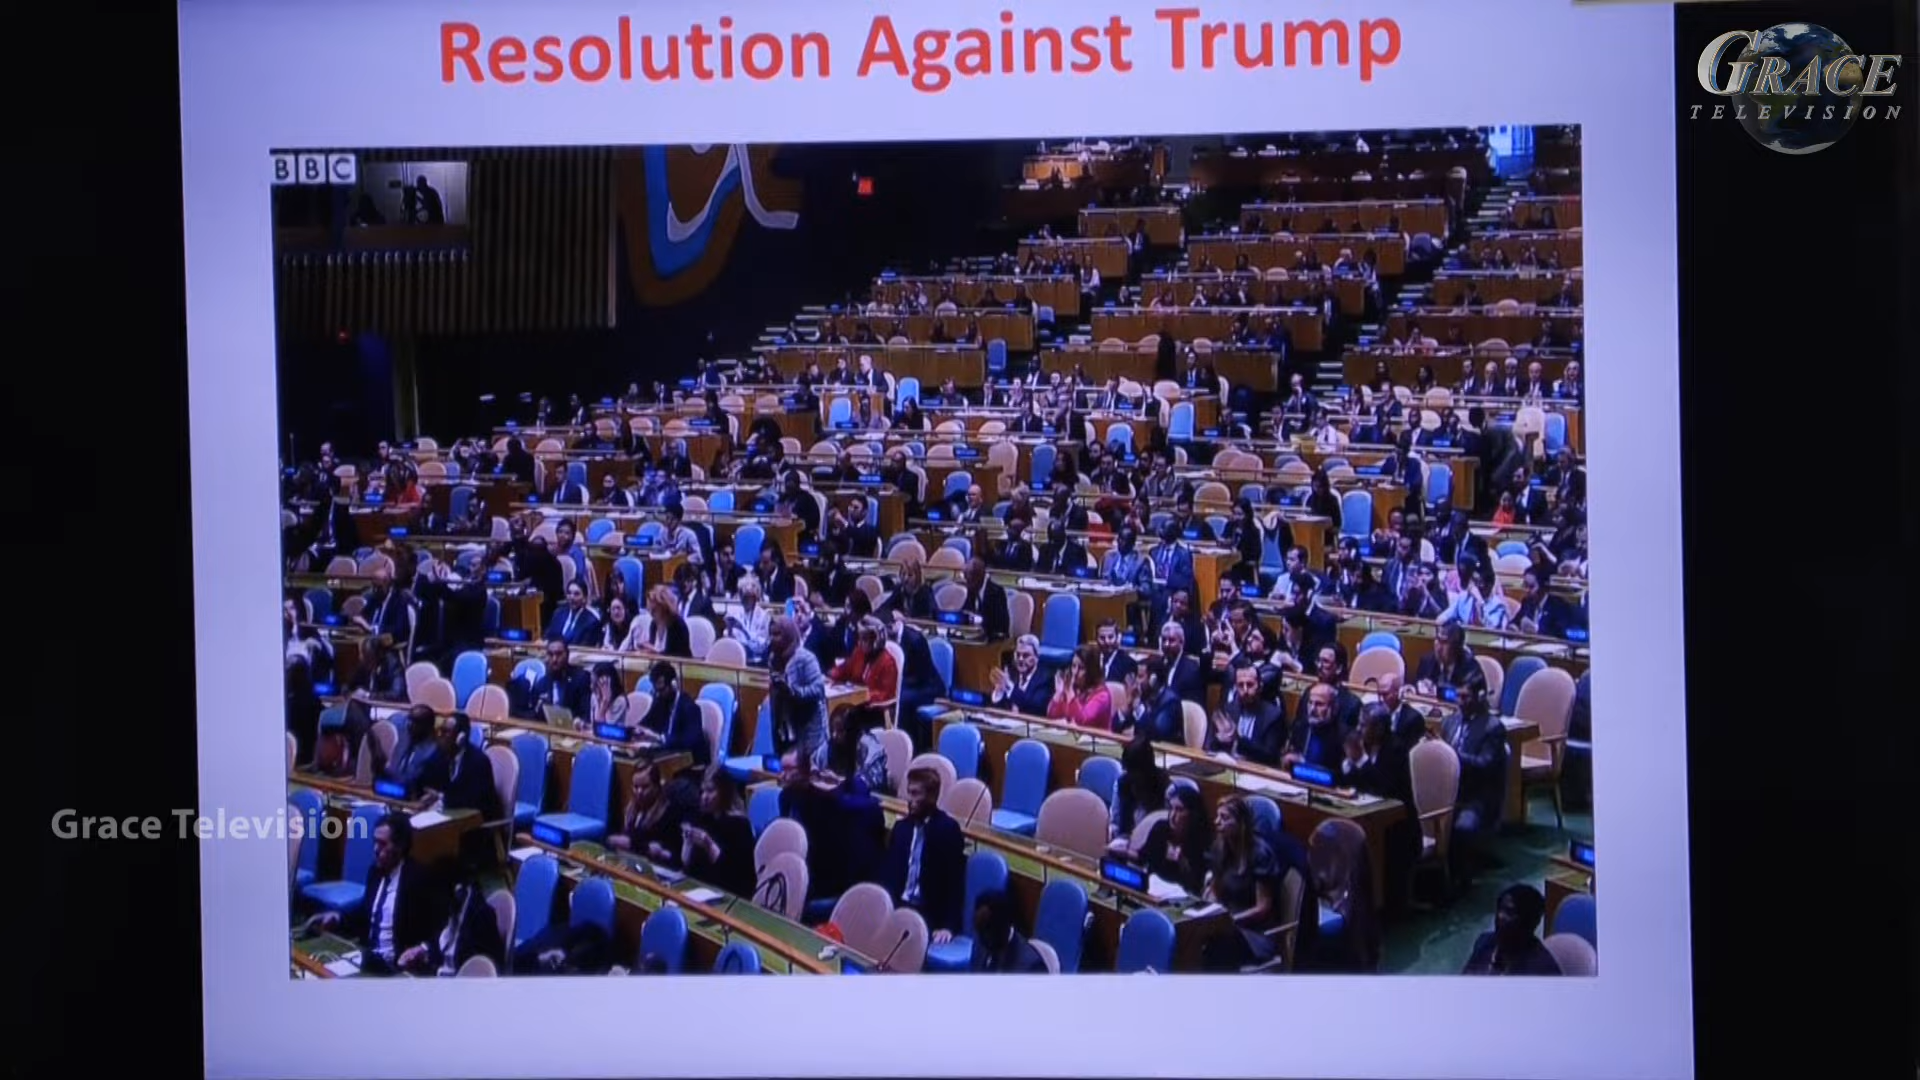 Resolution Against Trump
GRACE
TELEVISION
BBC
Grace Television